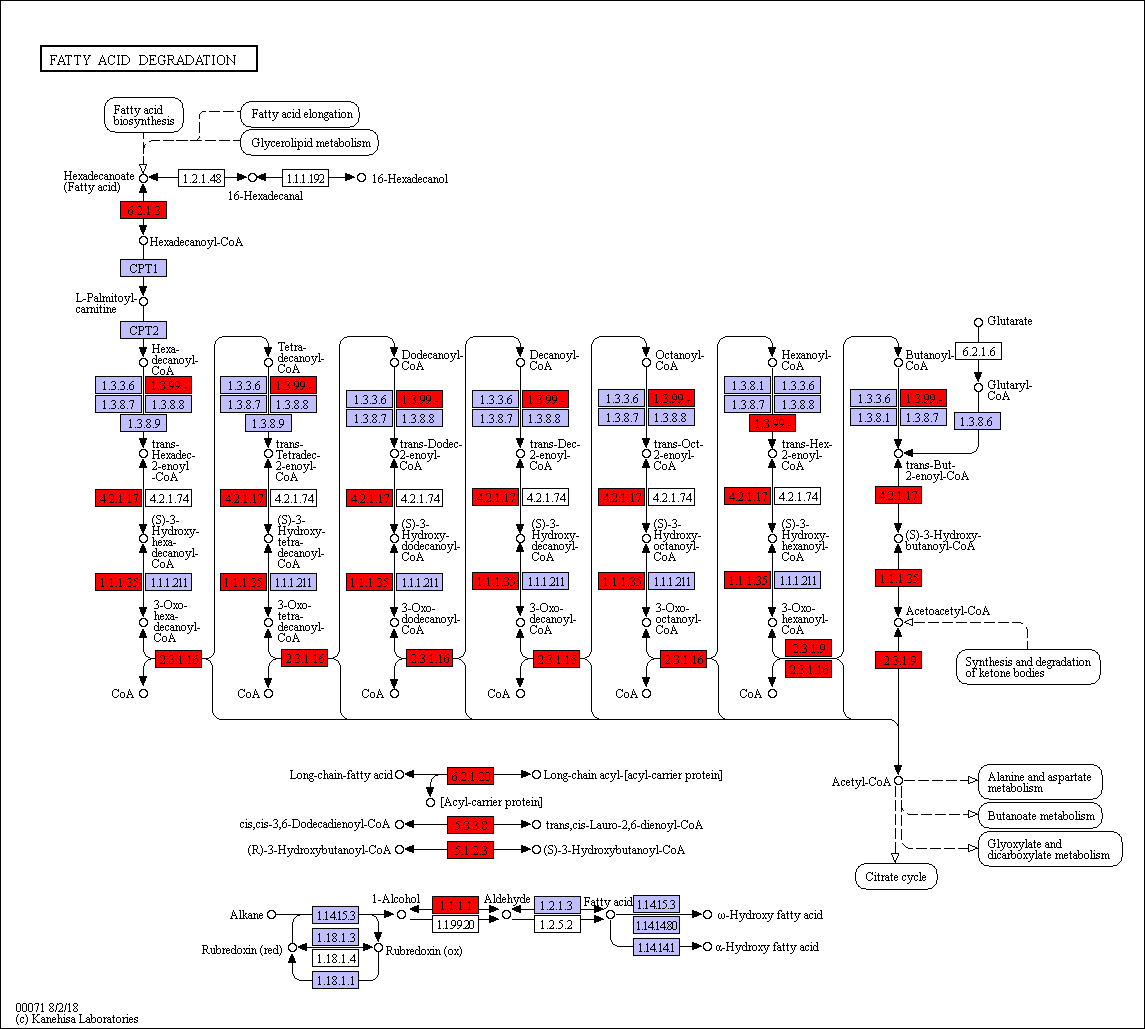 FATTY ACID DEGRADATION
Fatty acid
biosynthesis
Fatty acid elongation
Glycerolipid metabolism
Hexadecanoate
(Fatty acid)
1.2.1.48
16-Hexadecanal
1.1.1.192
16-Hexadecanol
6.2.1.3
Hexadecanoyl-CoA
CPT1
L-Palmitoyl-
carnitine
CPT2
Hexa-
decanoyl-
CoA
Tetra-
decanoyl-
CoA
Dodecanoyl-
CoA
Decanoyl-
CoA
Octanoyl-
CoA
Hexanoyl-
CoA
Butanoyl-
CoA
Glutarate
6.2.1.6
Glutaryl-
CoA
1.3.8.6
1.3.3.6
1.3.99.-
1.3.8.7
1.3.8.8
1.3.8.9
1.3.3.6
1.3.99.-
1.3.8.7
1.3.8.8
1.3.8.9
1.3.3.6
1.3.99.-
1.3.8.7
1.3.8.8
1.3.3.6
1.3.99.-
1.3.8.7
1.3.8.8
1.3.3.6
1.3.99.-
1.3.8.7
1.3.8.8
1.3.8.1
1.3.3.6
1.3.8.7
1.3.8.8
1.3.99.-
1.3.3.6
1.3.99.-
1.3.8.1
1.3.8.7
trans-
Hexadec-
2-enoyl
-CoA
trans-
Tetradec-
2-enoyl-
CoA
trans-Dodec-
2-enoyl-
CoA
trans-Dec-
2-enoyl-
CoA
trans-Oct-
2-enoyl-
CoA
trans-Hex-
2-enoyl-
CoA
trans-But-
2-enoyl-CoA
4.2.1.17
4.2.1.74
4.2.1.17
4.2.1.74
4.2.1.17
4.2.1.74
4.2.1.17
4.2.1.74
4.2.1.17
4.2.1.74
4.2.1.17
4.2.1.74
4.2.1.17
(S)-3-
Hydroxy-
hexa-
decanoyl-
CoA
(S)-3-
Hydroxy-
tetra-
decanoyl-
CoA
(S)-3-
Hydroxy-
dodecanoyl-
CoA
(S)-3-
Hydroxy-
decanoyl-
CoA
(S)-3-
Hydroxy-
octanoyl-
CoA
(S)-3-
Hydroxy-
hexanoyl-
CoA
(S)-3-Hydroxy-
butanoyl-CoA
1.1.1.35
1.1.1.211
1.1.1.35
1.1.1.211
1.1.1.35
1.1.1.211
1.1.1.35
1.1.1.211
1.1.1.35
1.1.1.211
1.1.1.35
1.1.1.211
1.1.1.35
3-Oxo-
hexa-
decanoyl-
CoA
3-Oxo-
tetra-
decanoyl-
CoA
3-Oxo-
dodecanoyl-
CoA
3-Oxo-
decanoyl-
CoA
3-Oxo-
octanoyl-
CoA
3-Oxo-
hexanoyl-
CoA
Acetoacetyl-CoA
2.3.1.16
2.3.1.16
2.3.1.16
2.3.1.16
2.3.1.16
2.3.1.9
2.3.1.16
2.3.1.9
Synthesis and degradation
of ketone bodies
CoA
CoA
CoA
CoA
CoA
CoA
Long-chain-fatty acid
6.2.1.20
Long-chain acyl-[acyl-carrier protein]
[Acyl-carrier protein]
cis,cis-3,6-Dodecadienoyl-CoA
5.3.3.8
trans,cis-Lauro-2,6-dienoyl-CoA
(R)-3-Hydroxybutanoyl-CoA
5.1.2.3
(S)-3-Hydroxybutanoyl-CoA
Acetyl-CoA
Alanine and aspartate
metabolism
Butanoate metabolism
Glyoxylate and
dicarboxylate metabolism
Citrate cycle
Alkane
1.14.15.3
1-Alcohol
1.1.1.1
1.1.99.20
Aldehyde
1.2.1.3
1.2.5.2
Fatty acid
1.14.15.3
ω-Hydroxy fatty acid
1.14.14.80
1.14.14.1
α-Hydroxy fatty acid
Rubredoxin (red)
1.18.1.3
1.18.1.4
1.18.1.1
Rubredoxin (ox)
00071 8/2/18
(c) Kanehisa Laboratories